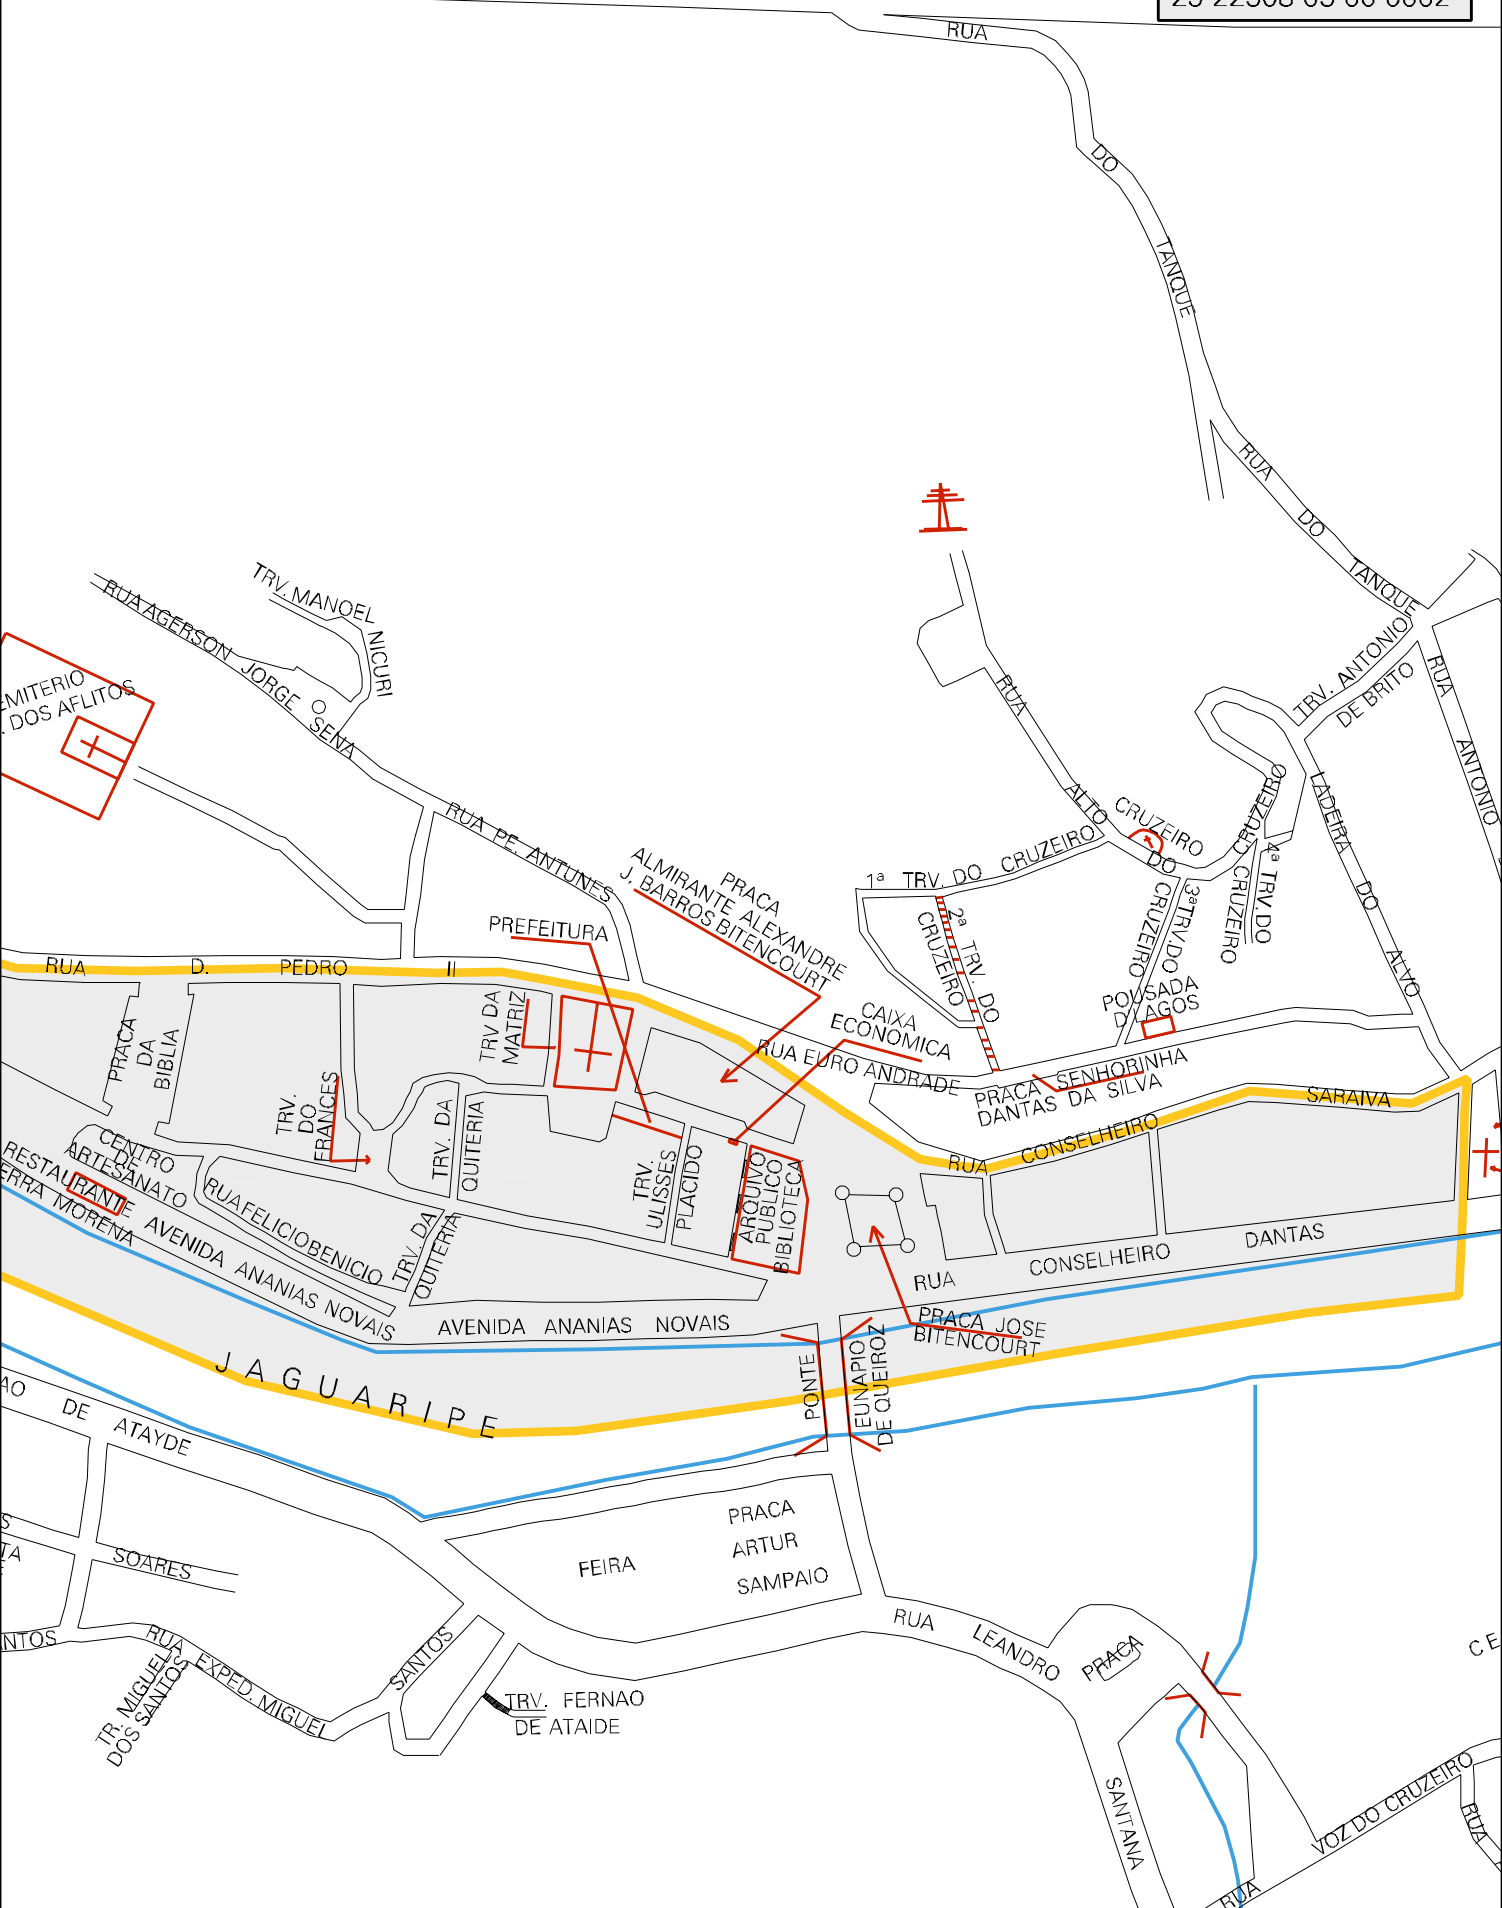 RUA
DO
TANQUE
RUA
DO
TANQUE
TRV. MANOEL
NICURI
RUA AGERSON JORGE SENA
TRV. ANTONIO
DE BRITO
RUA
ANTONIO
DOS AFLITOS
RUA
ALTO
DO
CRUZEIRO
CRUZEIRO
CRUZEIRO
LADEIRA
DO
ALVO
RUA PE. ANTUNES
PRACA
ALMIRANTE ALEXANDRE
J. BARROS BITENCOURT
1ª TRV. DO CRUZEIRO
2ª TRV. DO
CRUZEIRO
3ª TRV. DO
4ª TRV. DO
CRUZEIRO
PREFEITURA
RUA D. PEDRO II
POUSADA
D'LAGOS
CAIXA
ECONOMICA
TRV DA
MATRIZ
PRACA
DA
BIBLIA
RUA EURO ANDRADE
PRACA SENHORINHA
DANTAS DA SILVA
TRV.
DO
FRANCES
TRV. DA
QUITERIA
RUA CONSELHEIRO SARAIVA
CENTRO
DE
ARTESANATO
RESTAURANTE
ERRA MORENA
TRV.
ULISSES
PLACIDO
ARQUIVO
PUBLICO
BIBLIOTECA
RUA FELICIO BENICIO
TRV. DA
QUITERIA
AVENIDA ANANIAS NOVAIS
RUA CONSELHEIRO DANTAS
AVENIDA ANANIAS NOVAIS
PRACA JOSE
BITENCOURT
JAGUARIPE
PONTE
EUNAPIO
DE QUEIROZ
DE ATAYDE
PRACA
ARTUR
SAMPAIO
FEIRA
SOARES
RUA EXPED. MIGUEL SANTOS
TR. MIGUEL
DOS SANTOS
TRV. FERNAO
DE ATAIDE
RUA LEANDRO
SANTANA
PRACA
RUA VOZ DO CRUZEIRO
RUA